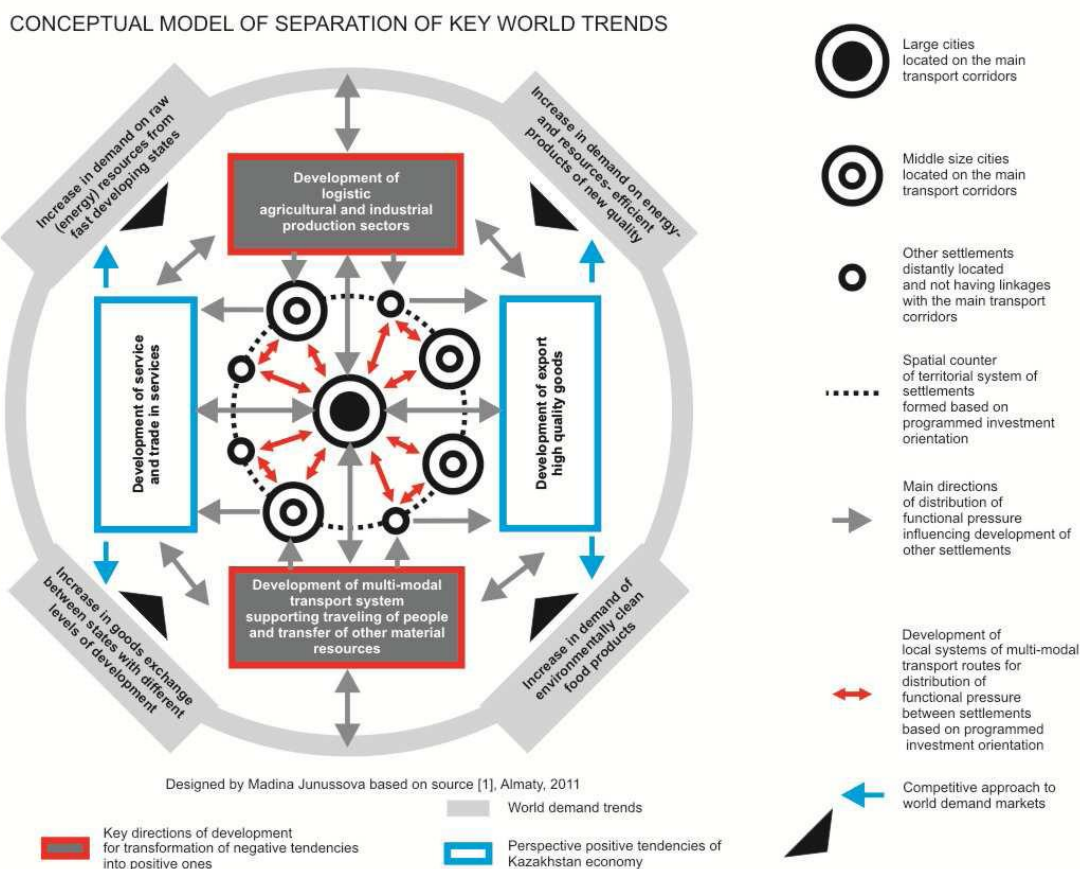 CONCEPTUAL MODEL OF SEPARATION OF KEY WORLD TRENDS
Increase in demand on raw
(energy) resources from
fast developing states
Increase in demand on energy-
and resources- efficient
products of new quality
Development of
logistic
agricultural and industrial
production sectors
Development of service
and trade in services
Development of export
high quality goods
Development of multi-modal
transport system
supporting traveling of people
and transfer of other material
resources
Increase in goods exchange
between states with different
levels of development
Increase in demand of
environmentally clean
food products
Large cities
located on the main
transport corridors
Middle size cities
located on the main
transport corridors
Other settlements
distantly located
and not having linkages
with the main transport
corridors
Spatial counter
of territorial system of
settlements
formed based on
programmed investment
orientation
Main directions
of distribution of
functional pressure
influencing development of
other settlements
Development of
local systems of multi-modal
transport routes for
distribution of
functional pressure
between settlements
based on programmed
investment orientation
Competitive approach to
world demand markets
Designed by Madina Junussova based on source [1], Almaty, 2011
World demand trends
Key directions of development
for transformation of negative tendencies
into positive ones
Perspective positive tendencies of
Kazakhstan economy